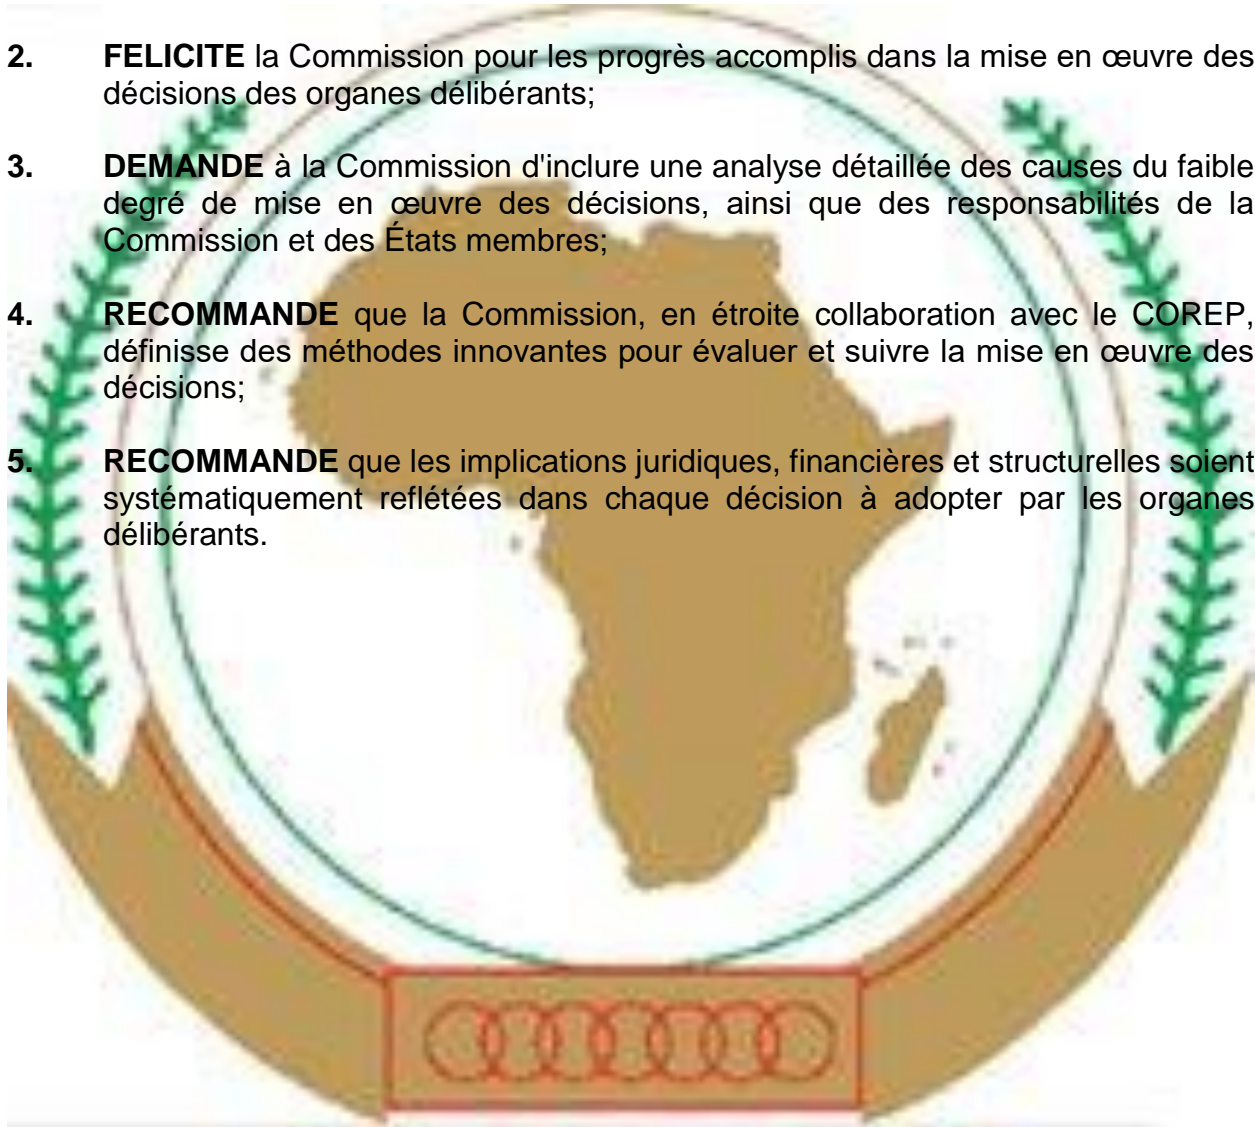 2. FELICITE la Commission pour les progrès accomplis dans la mise en œuvre des
décisions des organes délibérants;
3. DEMANDE à la Commission d'inclure une analyse détaillée des causes du faible
degré de mise en œuvre des décisions, ainsi que des responsabilités de la
Commission et des États membres;
4. RECOMMANDE que la Commission, en étroite collaboration avec le COREP,
définisse des méthodes innovantes pour évaluer et suivre la mise en œuvre des
décisions;
5. RECOMMANDE que les implications juridiques, financières et structurelles soient
systématiquement reflétées dans chaque décision à adopter par les organes
délibérants.